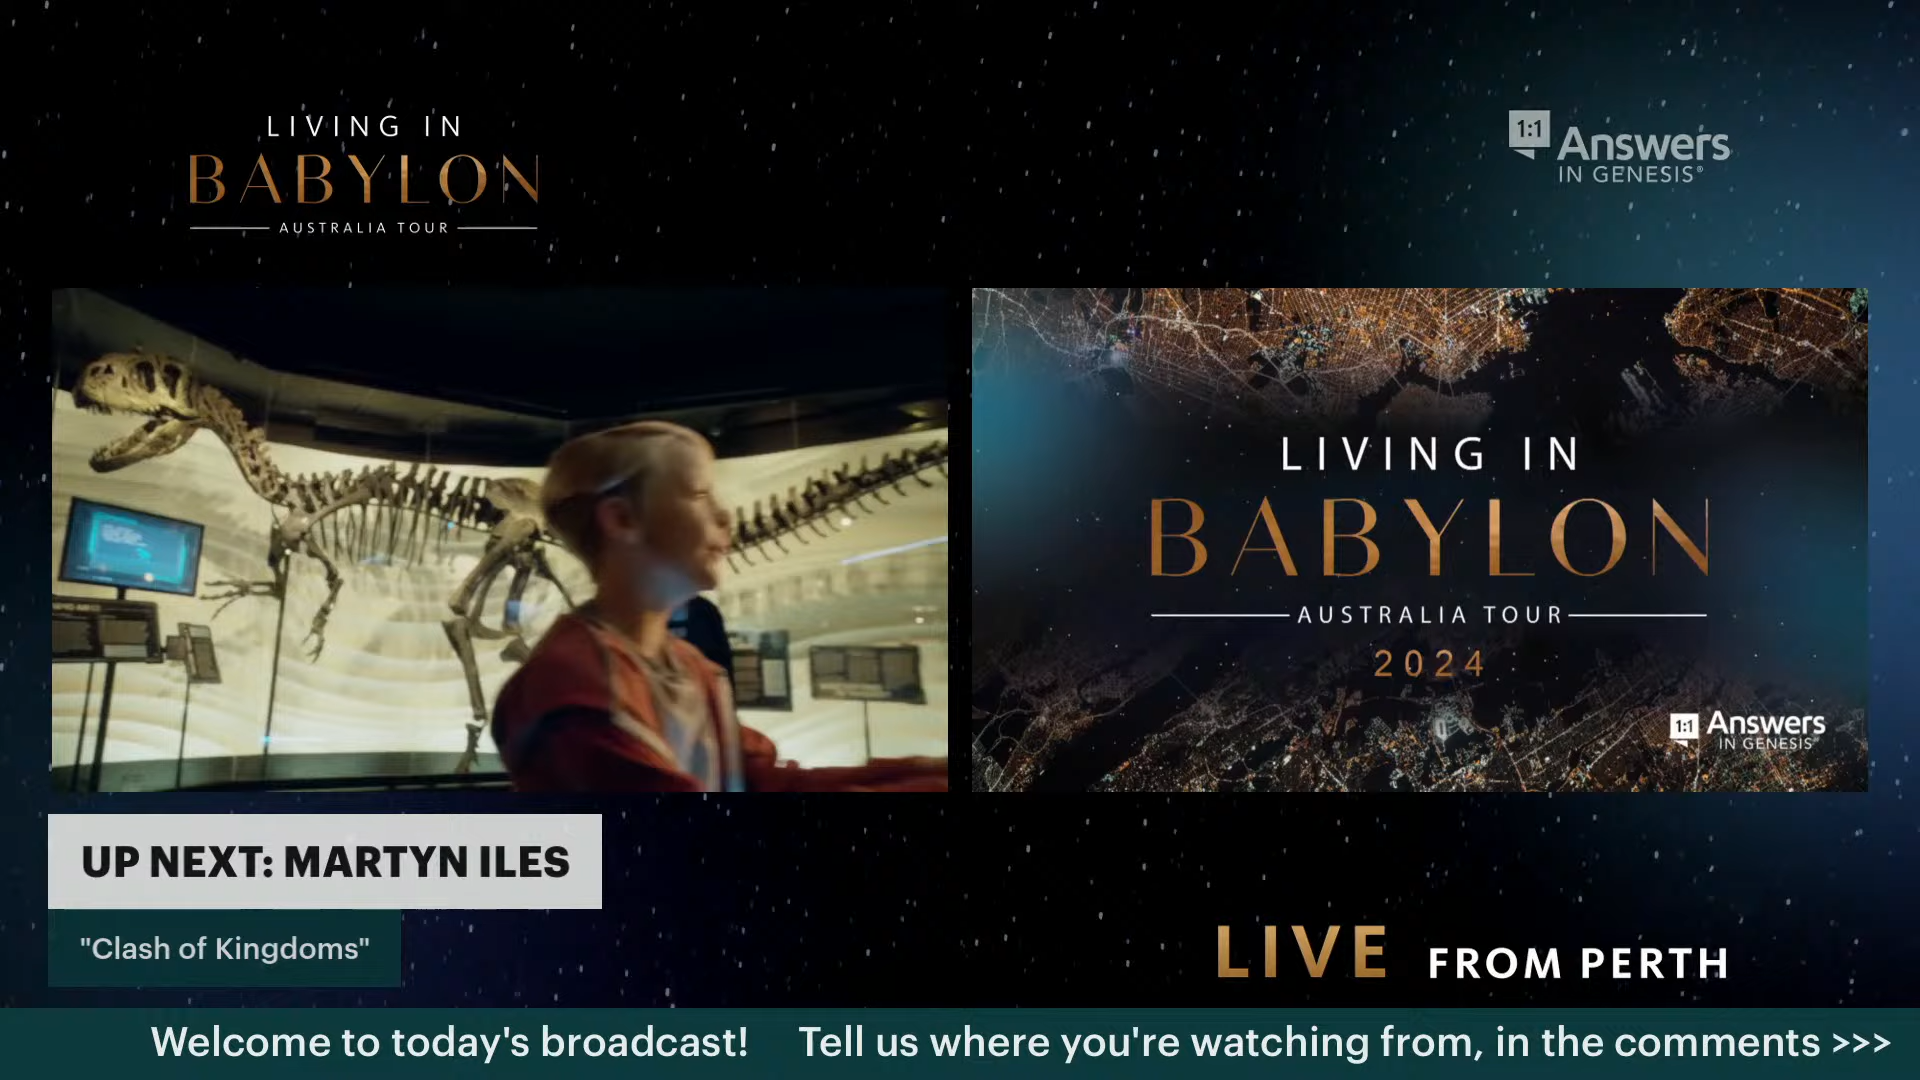 LIVING IN
BABYLON
AUSTRALIA TOUR
1:1 Answers
IN GENESIS®
LIVING IN
BABYLON
AUSTRALIA TOUR
2024
1:1 Answers
IN GENESIS
UP NEXT: MARTYN ILES
"Clash of Kingdoms"
LIVE FROM PERTH
Welcome to today's broadcast! Tell us where you're watching from, in the comments >>>